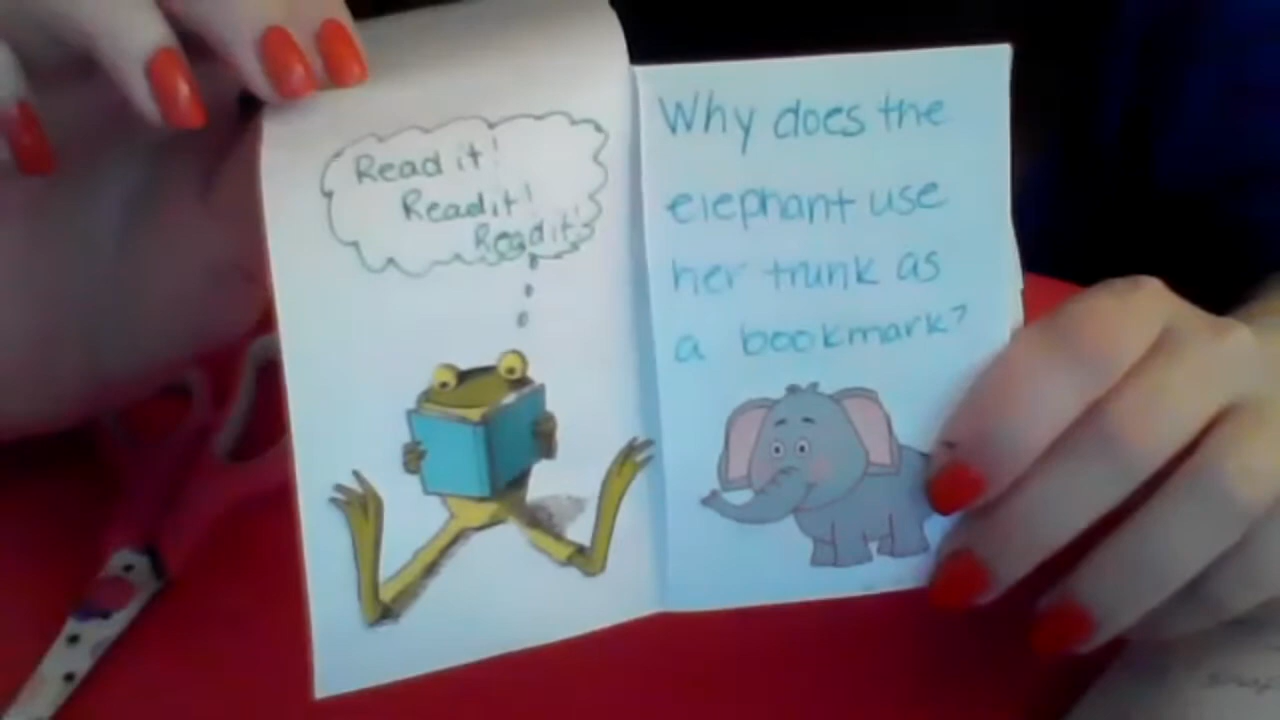 Read it!
Read it!
Read it!
Why does the
elephant use
her trunk as
a bookmark?